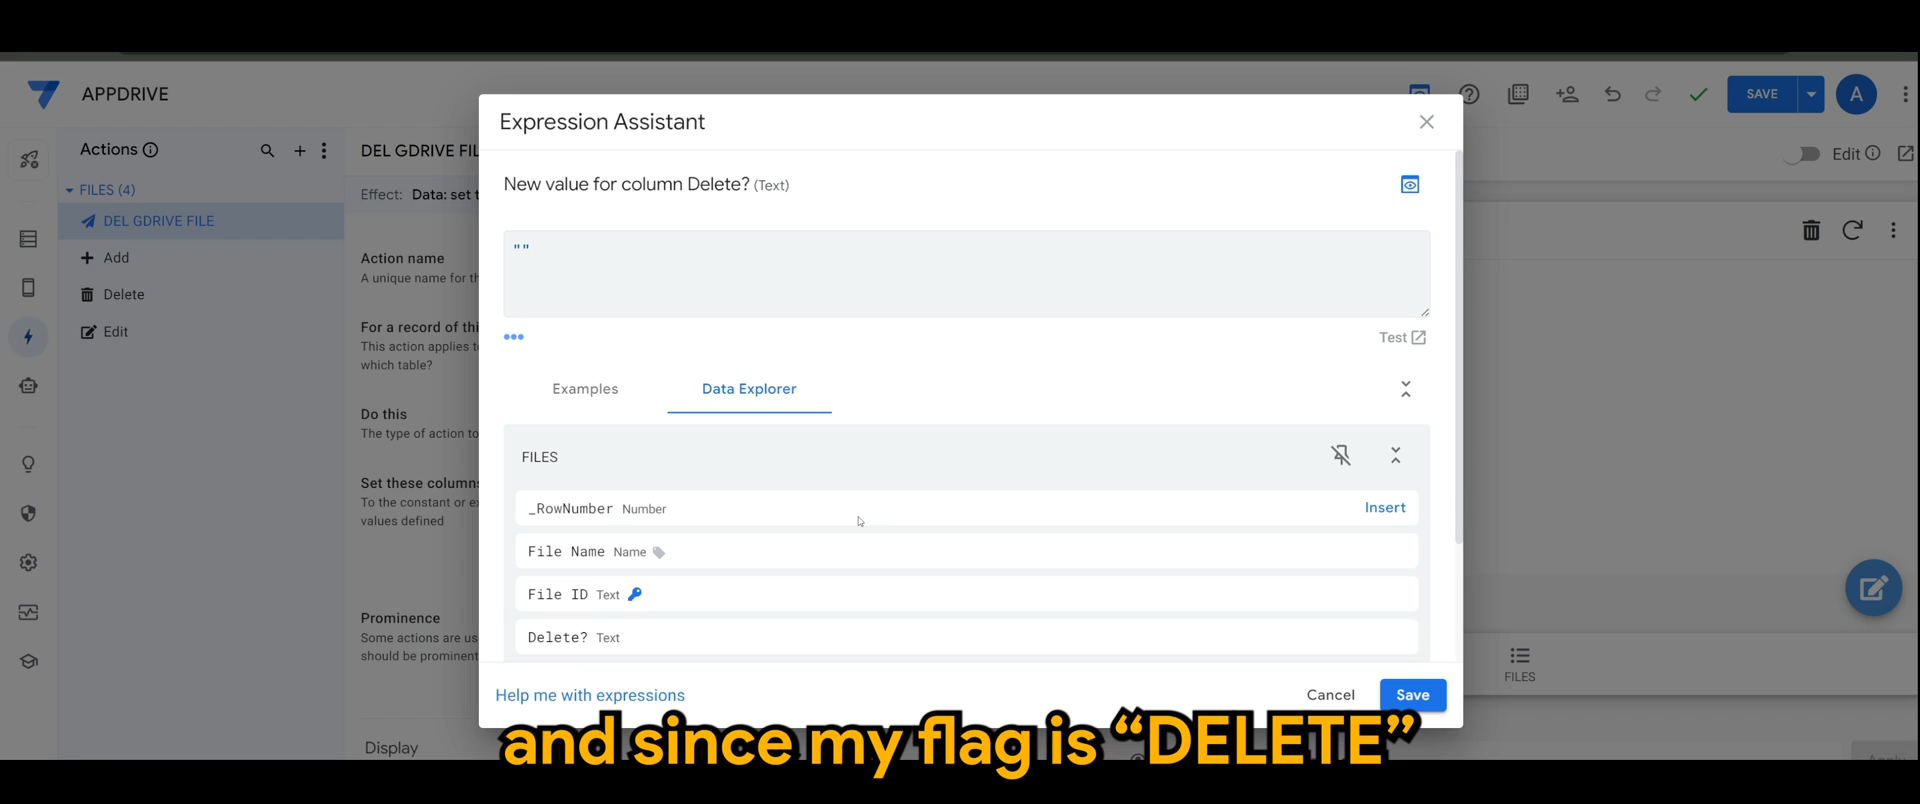 APPDRIVE
SAVE
A
Actions
FILES (4)
DEL GDRIVE FILE
Add
Delete
Edit
DEL GDRIVE FIL
Effect: Data: set t
Action name
A unique name for th
For a record of thi
This action applies t
which table?
Do this
The type of action to
Set these column
To the constant or e
values defined
Prominence
Some actions are us
should be prominent
Display
Expression Assistant
New value for column Delete? (Text)
""
Test
Examples
Data Explorer
FILES
_RowNumber Number
Insert
File Name Name
File ID Text
Delete? Text
Help me with expressions
Cancel
Save
Edit
FILES
and since my flag is “DELETE”